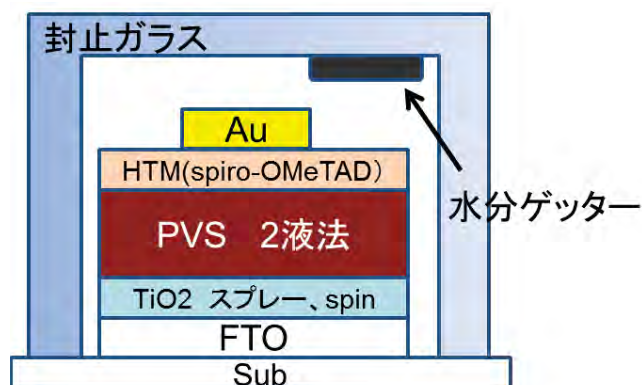 封止ガラス
Au
HTM(spiro-OMeTAD)
水分ゲッター
PVS 2液法
TiO2 スプレー、spin
FTO
Sub